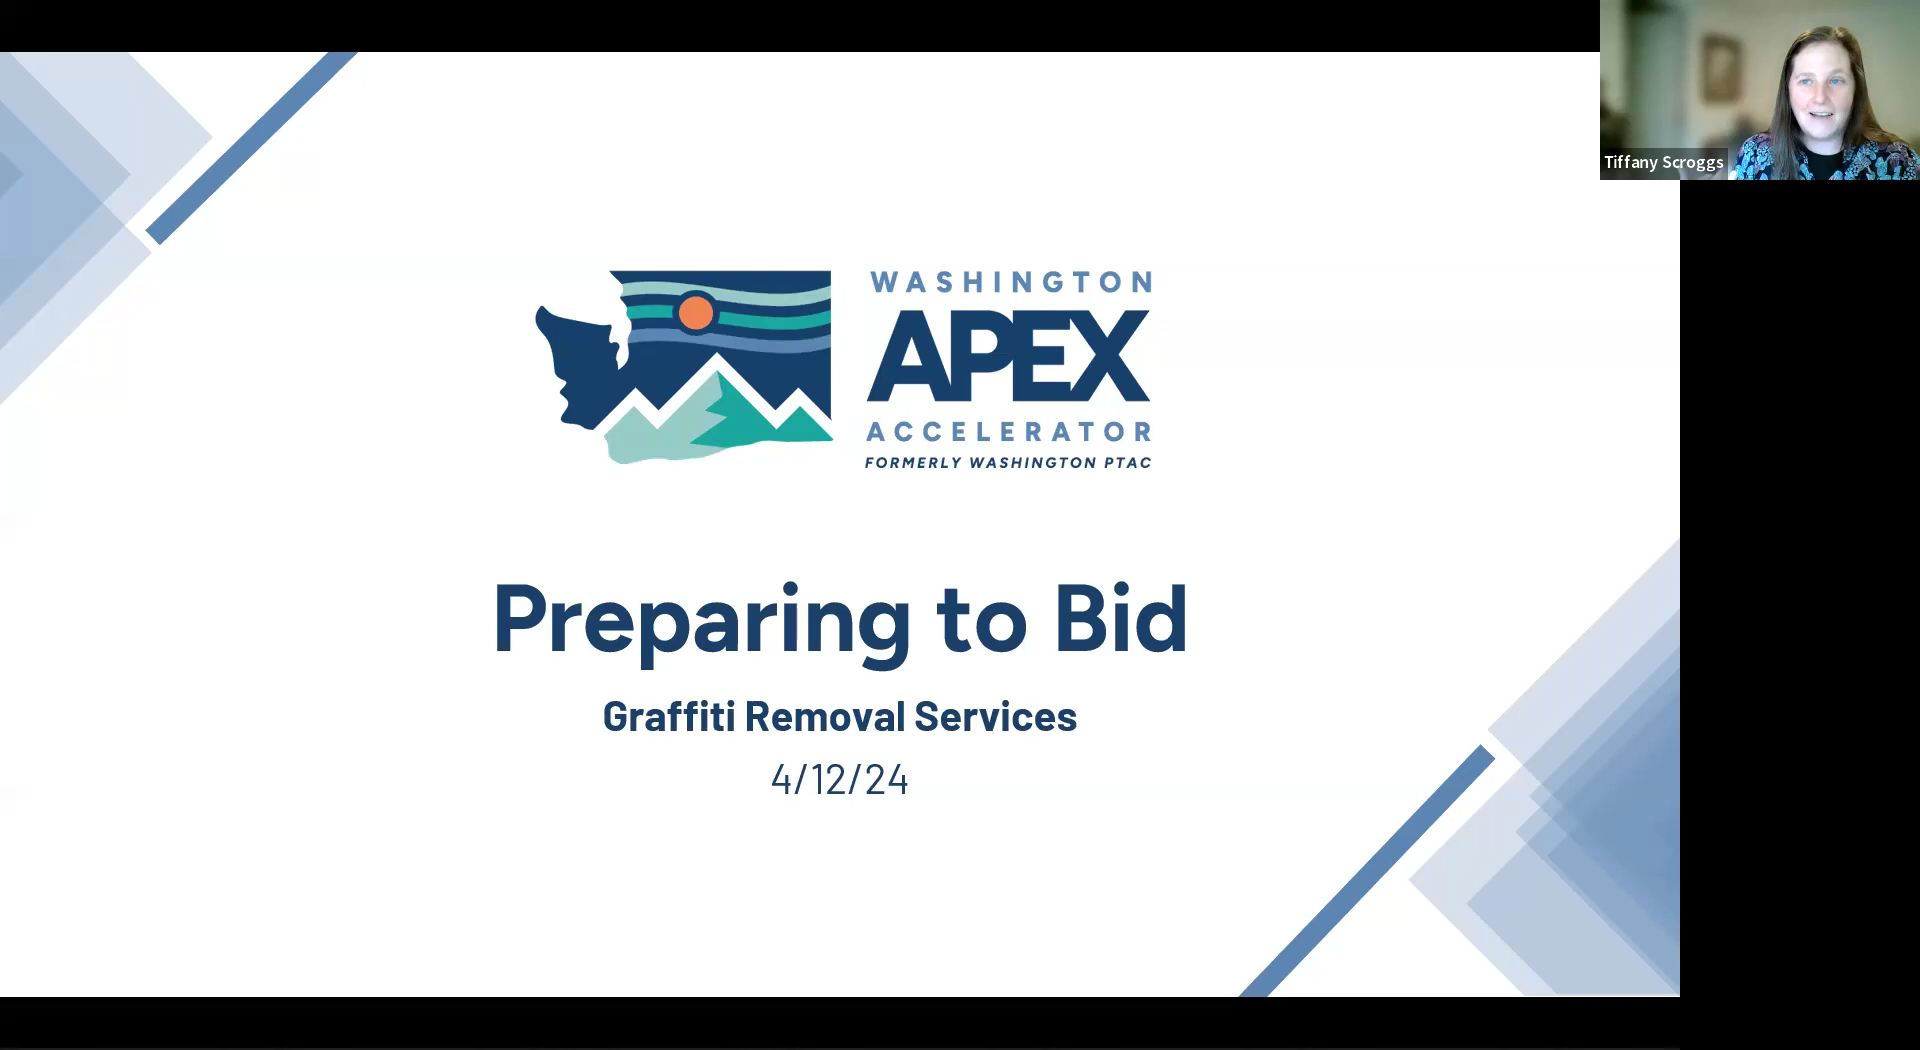 Tiffany Scroggs
WASHINGTON
APEX
ACCELERATOR
FORMERLY WASHINGTON PTAC
Preparing to Bid
Graffiti Removal Services
4/12/24